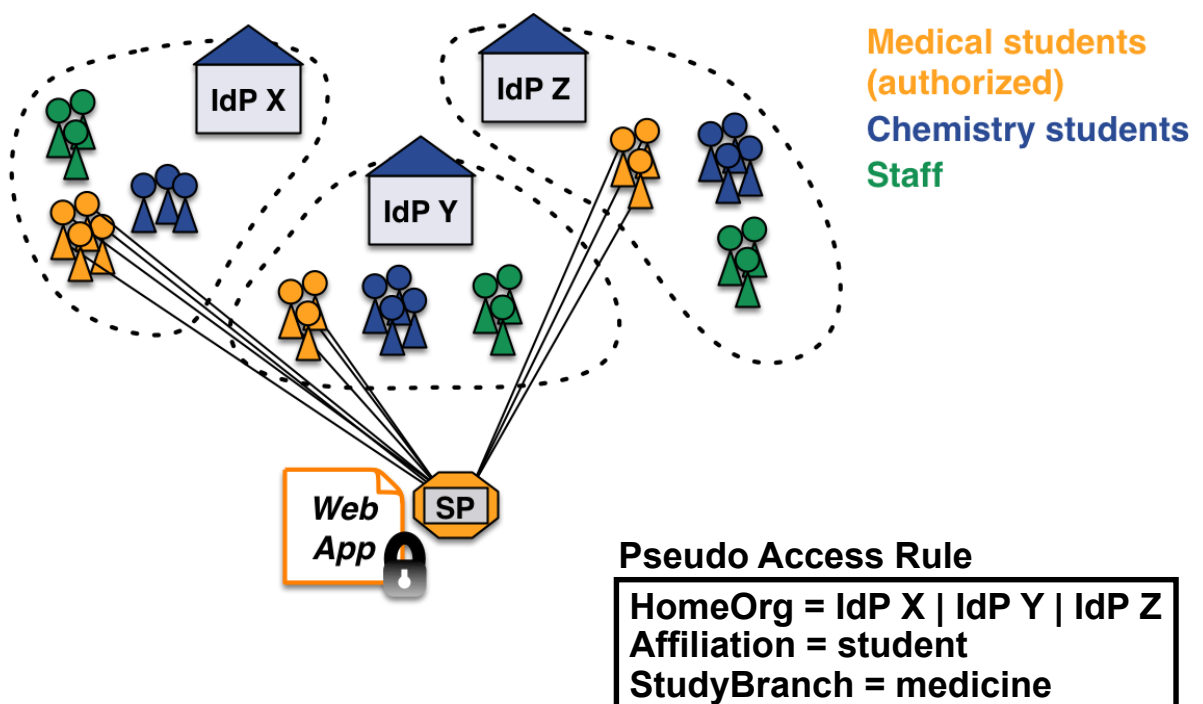 IdP X
IdP Z
IdP Y
Medical students
(authorized)
Chemistry students
Staff
Web
App
SP
Pseudo Access Rule
HomeOrg = IdP X | IdP Y | IdP Z
Affiliation = student
StudyBranch = medicine